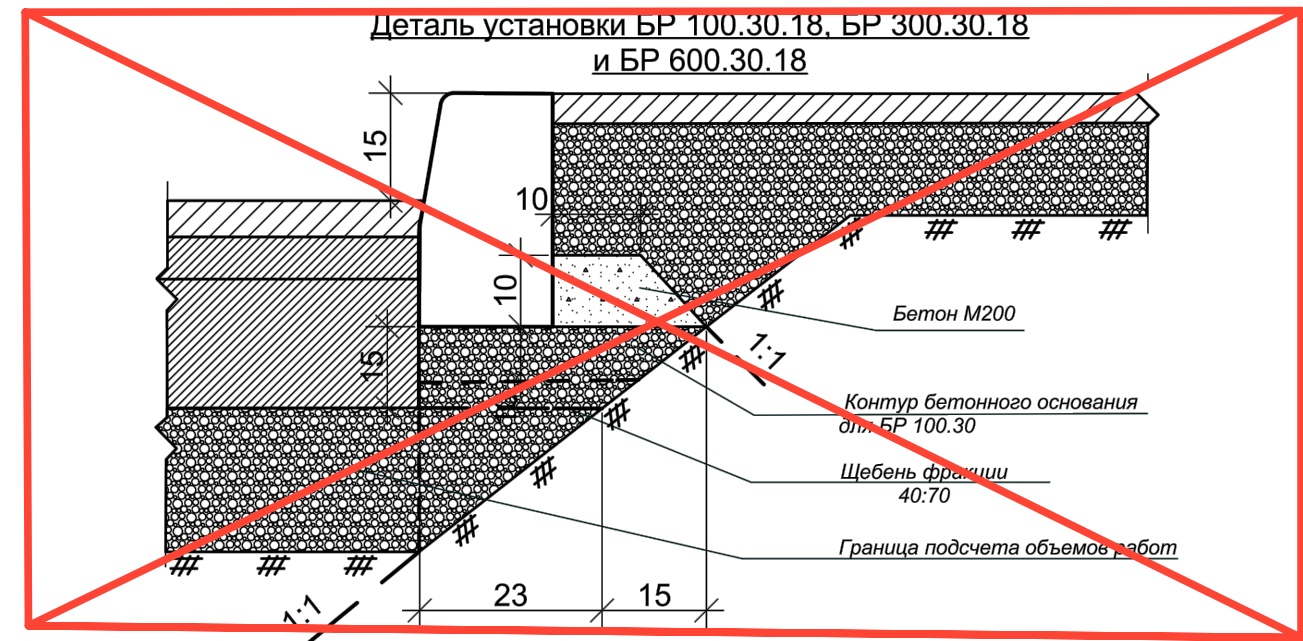 Деталь установки БР 100.30.18, БР 300.30.18
и БР 600.30.18
15
10
10
Бетон М200
1:1
15
Контур бетонного основания
для БР 100.30
Щебень фракции
40:70
Граница подсчета объемов работ
23
15
1:1